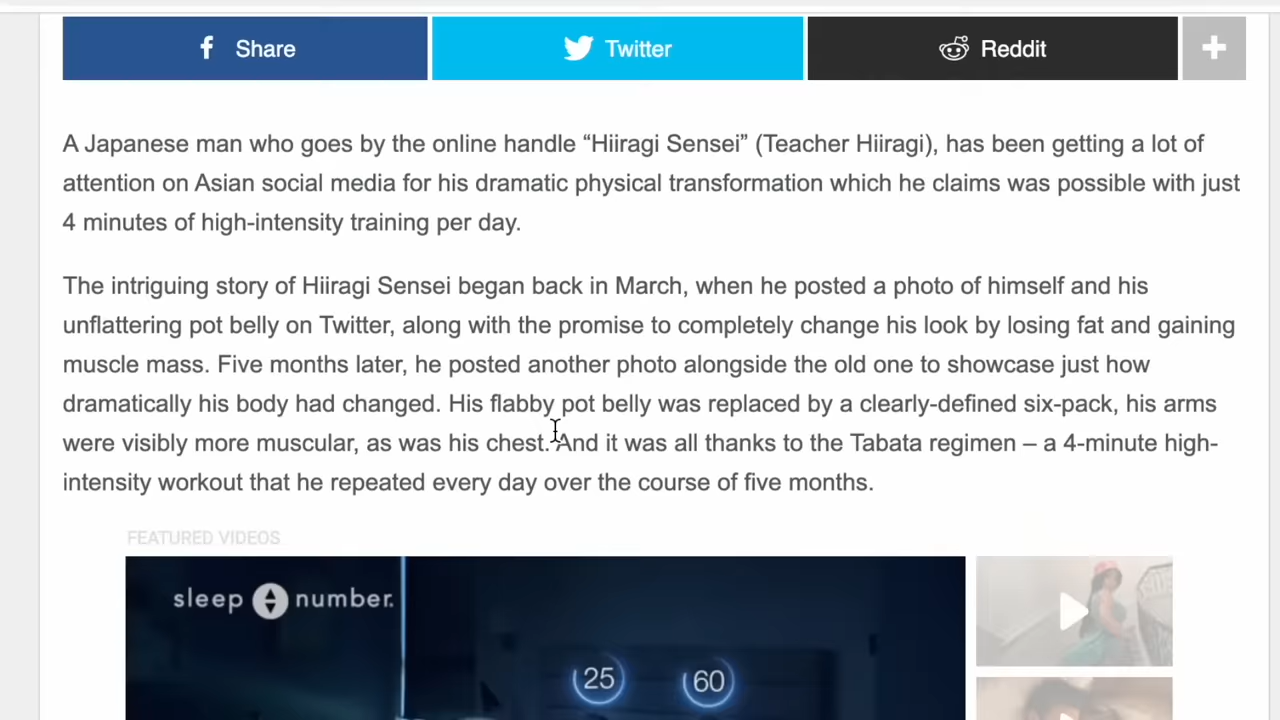 Share
Twitter
Reddit
A Japanese man who goes by the online handle “Hiiragi Sensei” (Teacher Hiiragi), has been getting a lot of
attention on Asian social media for his dramatic physical transformation which he claims was possible with just
4 minutes of high-intensity training per day.
The intriguing story of Hiiragi Sensei began back in March, when he posted a photo of himself and his
unflattering pot belly on Twitter, along with the promise to completely change his look by losing fat and gaining
muscle mass. Five months later, he posted another photo alongside the old one to showcase just how
dramatically his body had changed. His flabby pot belly was replaced by a clearly-defined six-pack, his arms
were visibly more muscular, as was his chest. And it was all thanks to the Tabata regimen – a 4-minute high-
intensity workout that he repeated every day over the course of five months.
FEATURED VIDEOS
sleep number.
25 60